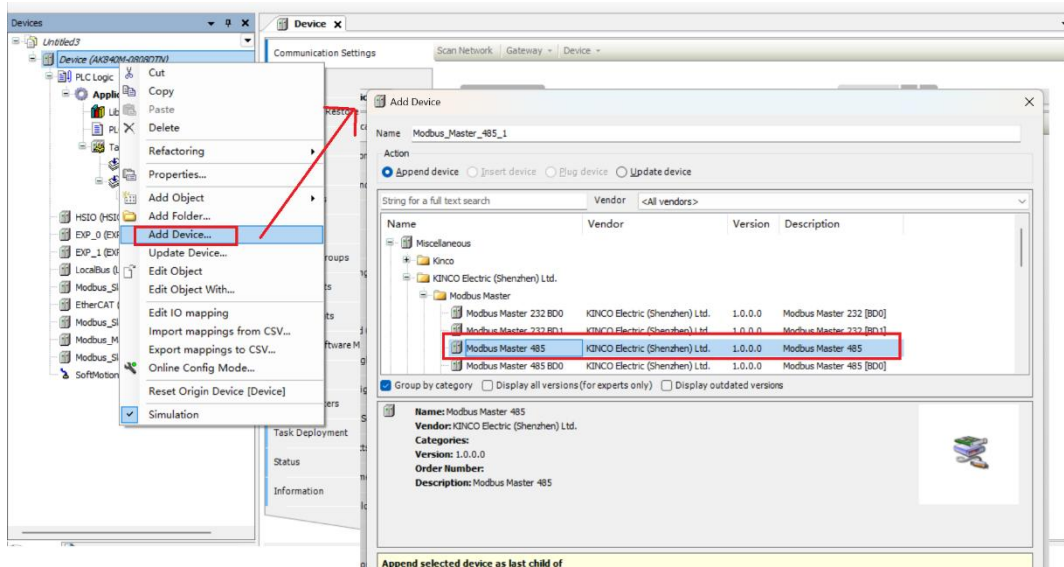 Devices
Untitled3
Device (AK840M-0808DTN)
PLC Logic
HSIO
EXP_0
EXP_1
LocalBus
EtherCAT
Cut
Copy
Paste
Delete
Refactoring
Properties...
Add Object
Add Folder...
Add Device...
Update Device...
Edit Object
Edit Object With...
Edit IO mapping
Import mappings from CSV...
Export mappings to CSV...
Online Config Mode...
Reset Origin Device [Device]
Simulation
Device
Communication Settings
Scan Network Gateway Device
Task Deployment
Status
Information
Add Device
Name Modbus_Master_485_1
Action
Append device Insert device Plug device Update device
String for a full text search Vendor <All vendors>
Name Vendor Version Description
Miscellaneous
Kinco
KINCO Electric (Shenzhen) Ltd.
Modbus Master
Modbus Master 232 BD0 KINCO Electric (Shenzhen) Ltd. 1.0.0.0 Modbus Master 232 [BD0]
Modbus Master 232 BD1 KINCO Electric (Shenzhen) Ltd. 1.0.0.0 Modbus Master 232 [BD1]
Modbus Master 485 KINCO Electric (Shenzhen) Ltd. 1.0.0.0 Modbus Master 485
Modbus Master 485 BD0 KINCO Electric (Shenzhen) Ltd. 1.0.0.0 Modbus Master 485 [BD0]
Group by category Display all versions (for experts only) Display outdated versions
Name: Modbus Master 485
Vendor: KINCO Electric (Shenzhen) Ltd.
Categories:
Version: 1.0.0.0
Order Number:
Description: Modbus Master 485
Append selected device as last child of